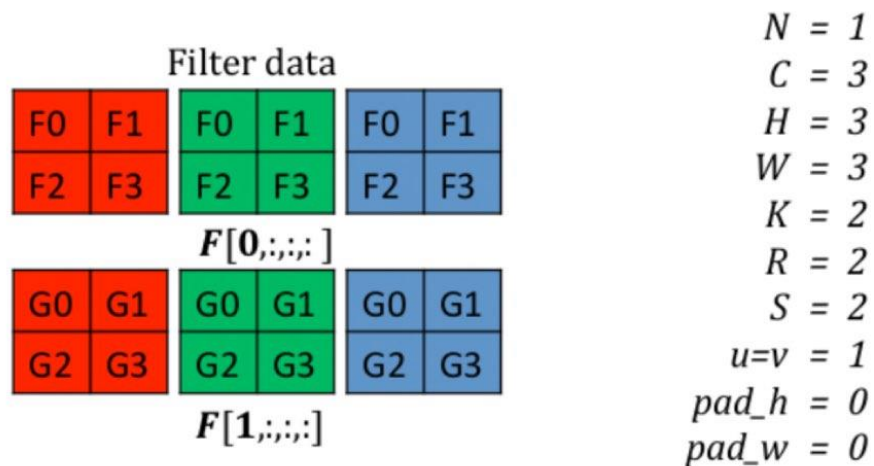 Filter data
F0 F1 F0 F1 F0 F1
F2 F3 F2 F3 F2 F3
F[0,:,:,: ]
G0 G1 G0 G1 G0 G1
G2 G3 G2 G3 G2 G3
F[1,:,:,:]
N = 1
C = 3
H = 3
W = 3
K = 2
R = 2
S = 2
u=v = 1
pad_h = 0
pad_w = 0